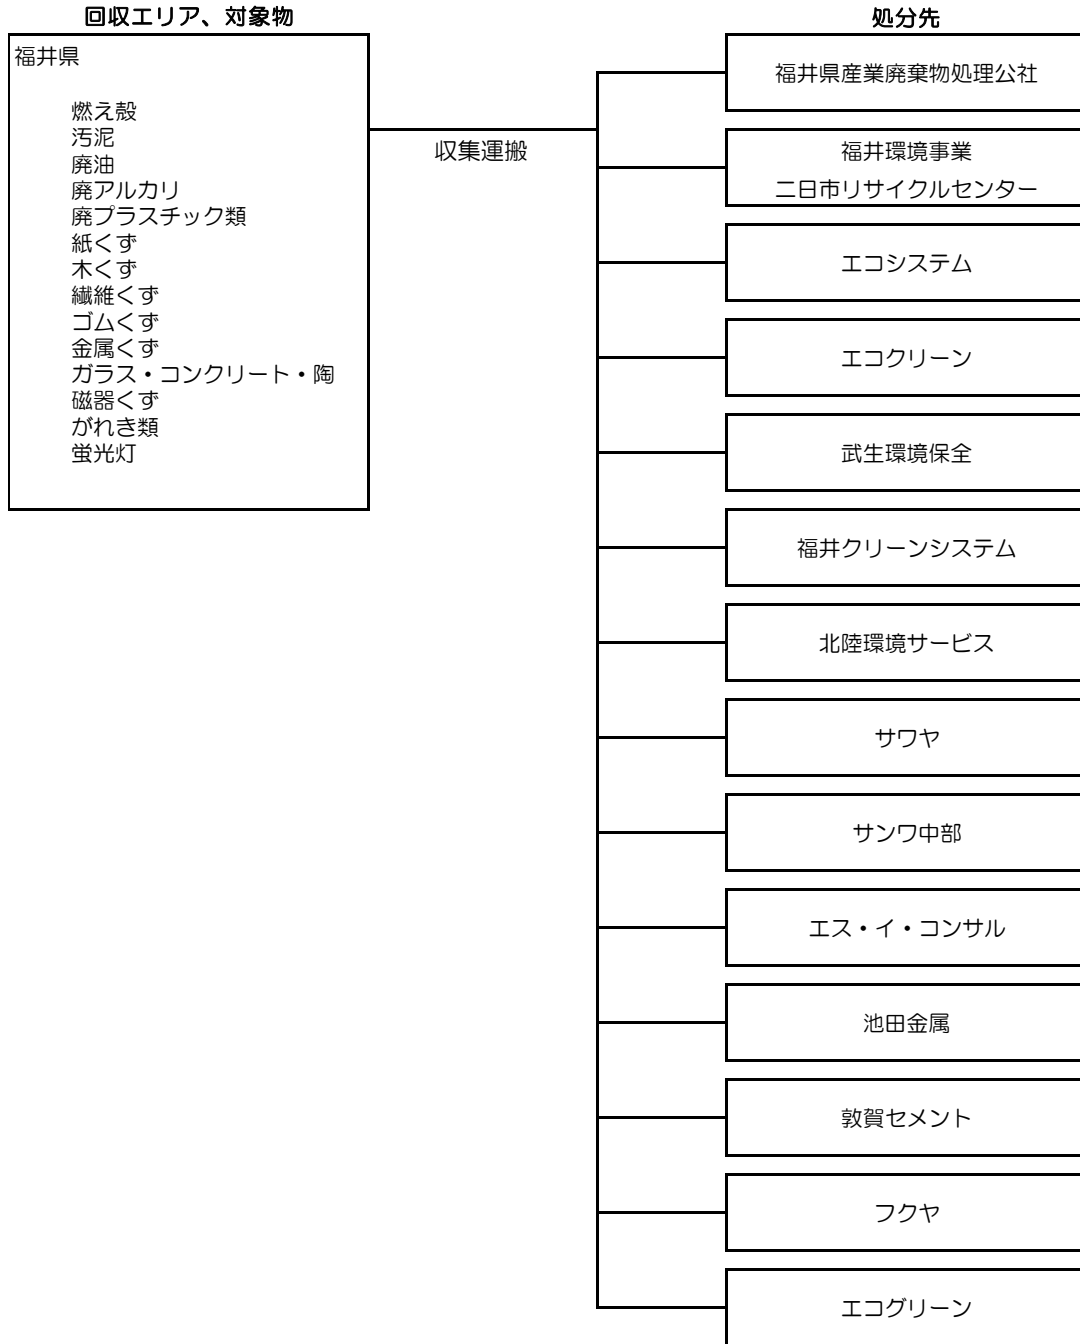 回収エリア、対象物
福井県
燃え殻
汚泥
廃油
廃アルカリ
廃プラスチック類
紙くず
木くず
繊維くず
ゴムくず
金属くず
ガラス・コンクリート・陶
磁器くず
がれき類
蛍光灯
収集運搬
処分先
福井県産業廃棄物処理公社
福井環境事業
二日市リサイクルセンター
エコシステム
エコクリーン
武生環境保全
福井クリーンシステム
北陸環境サービス
サワヤ
サンワ中部
エス・イ・コンサル
池田金属
敦賀セメント
フクヤ
エコグリーン